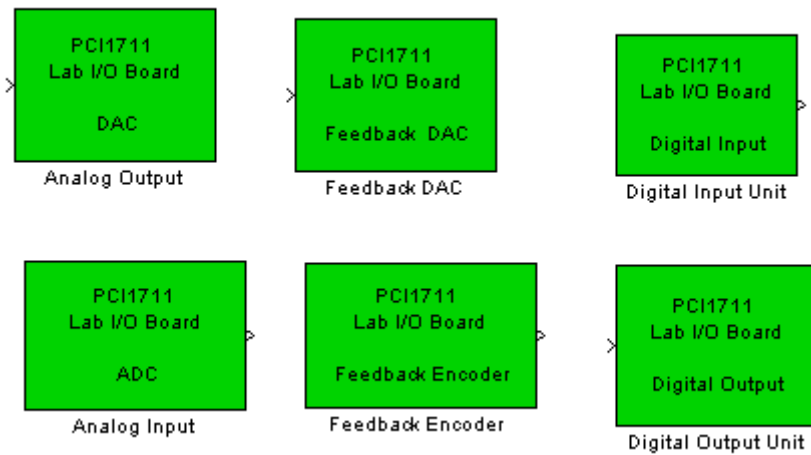 PCI1711
Lab I/O Board
DAC
Analog Output
PCI1711
Lab I/O Board
Feedback DAC
Feedback DAC
PCI1711
Lab I/O Board
Digital Input
Digital Input Unit
PCI1711
Lab I/O Board
ADC
Analog Input
PCI1711
Lab I/O Board
Feedback Encoder
Feedback Encoder
PCI1711
Lab I/O Board
Digital Output
Digital Output Unit